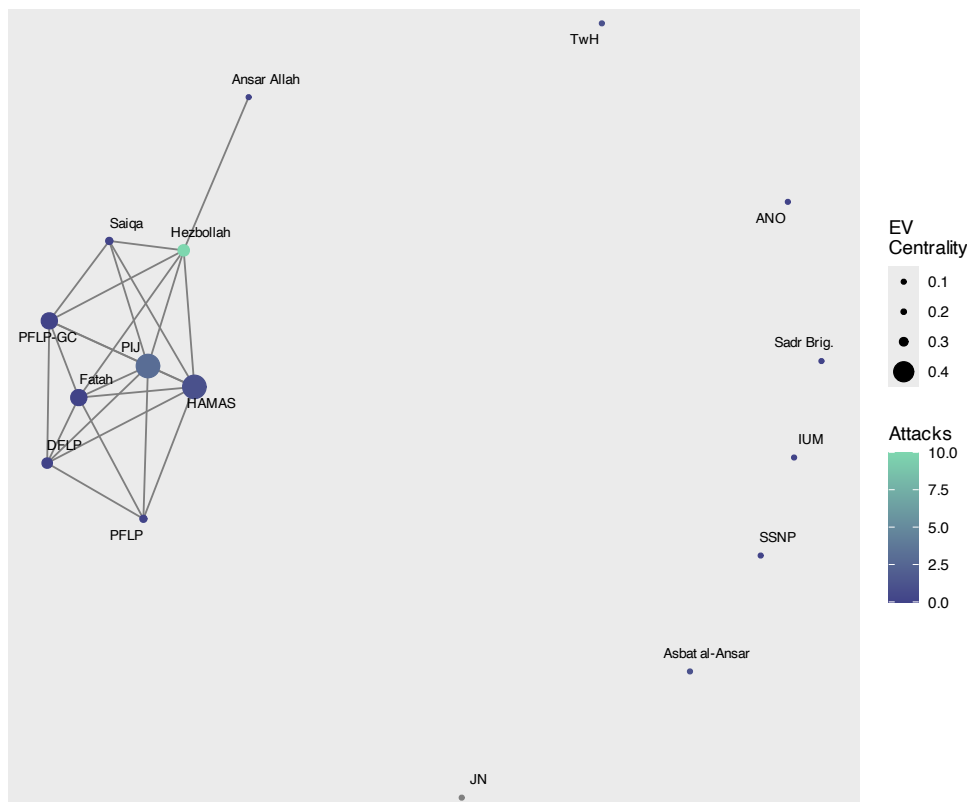 TwH
Ansar Allah
ANO
Saiqa
Hezbollah
PFLP-GC
PIJ
Sadr Brig.
Fatah
HAMAS
DFLP
IUM
PFLP
SSNP
Asbat al-Ansar
JN
EV
Centrality
0.1
0.2
0.3
0.4
Attacks
10.0
7.5
5.0
2.5
0.0